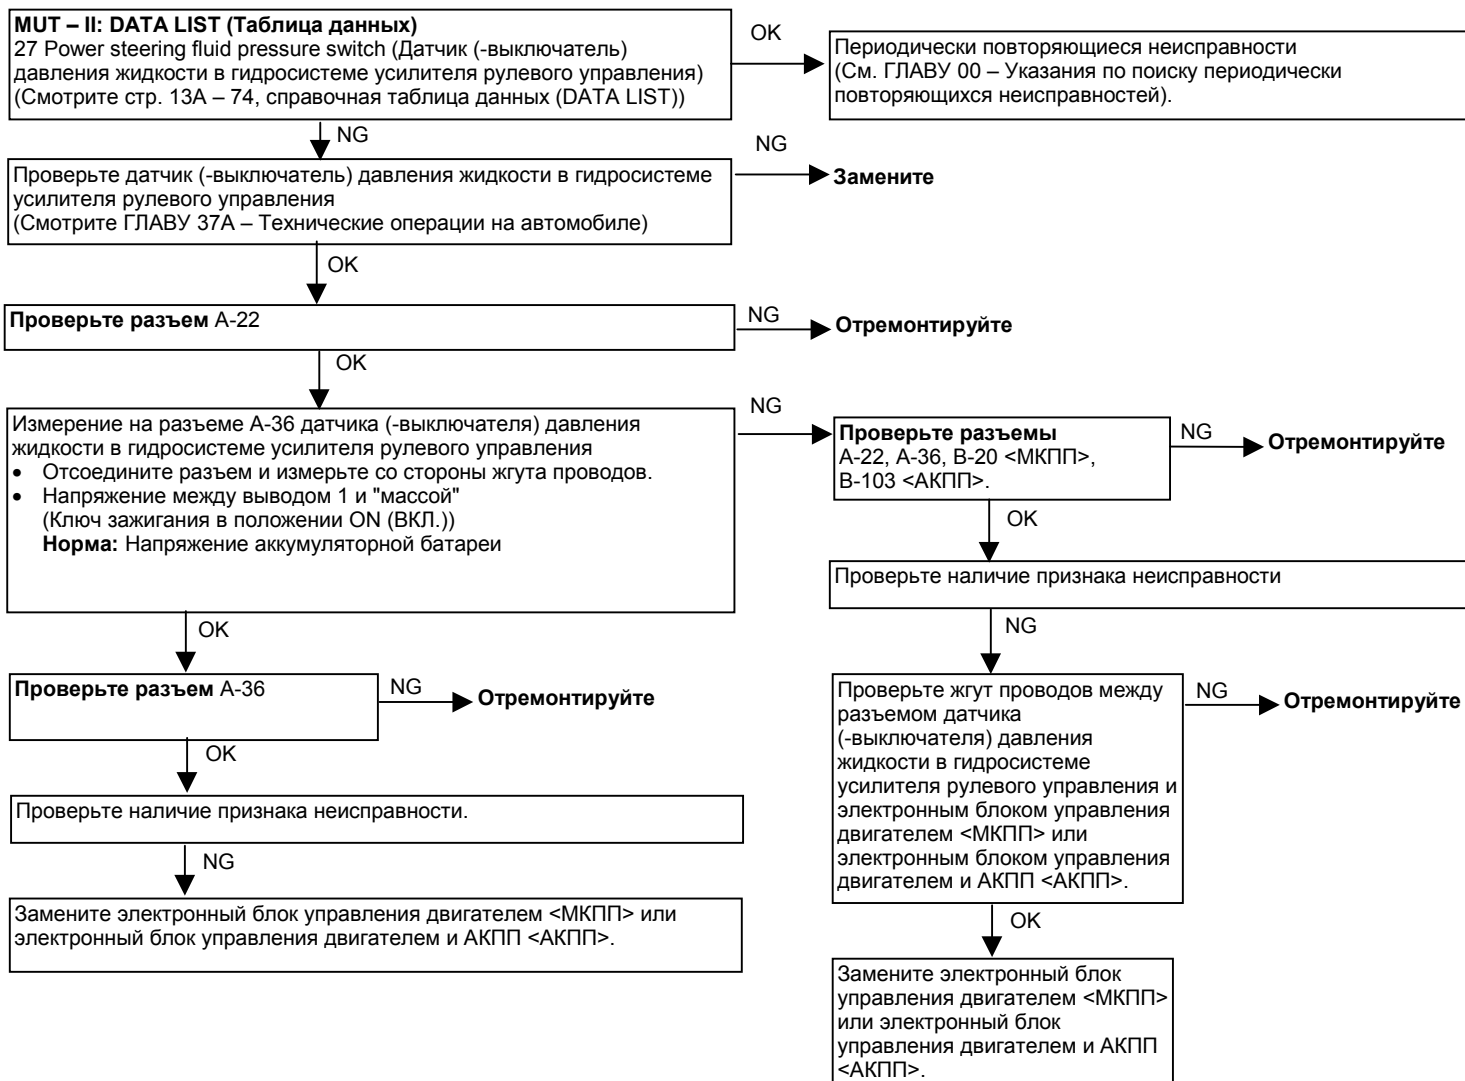 MUT – II: DATA LIST (Таблица данных)
27 Power steering fluid pressure switch (Датчик (-выключатель)
давления жидкости в гидросистеме усилителя рулевого управления)
(Смотрите стр. 13А – 74, справочная таблица данных (DATA LIST))
OK
Периодически повторяющиеся неисправности
(См. ГЛАВУ 00 – Указания по поиску периодически
повторяющихся неисправностей).
NG
Проверьте датчик (-выключатель) давления жидкости в гидросистеме
усилителя рулевого управления
(Смотрите ГЛАВУ 37А – Технические операции на автомобиле)
NG
Замените
OK
Проверьте разъем А-22
NG
Отремонтируйте
OK
Измерение на разъеме А-36 датчика (-выключателя) давления
жидкости в гидросистеме усилителя рулевого управления
• Отсоедините разъем и измерьте со стороны жгута проводов.
• Напряжение между выводом 1 и "массой"
(Ключ зажигания в положении ON (ВКЛ.))
Норма: Напряжение аккумуляторной батареи
NG
Проверьте разъемы
А-22, А-36, В-20 <МКПП>,
В-103 <АКПП>.
NG
Отремонтируйте
OK
Проверьте наличие признака неисправности
NG
Проверьте жгут проводов между
разъемом датчика
(-выключателя) давления
жидкости в гидросистеме
усилителя рулевого управления и
электронным блоком управления
двигателем <МКПП> или
электронным блоком управления
двигателем и АКПП <АКПП>.
NG
Отремонтируйте
OK
Замените электронный блок
управления двигателем <МКПП>
или электронный блок
управления двигателем и АКПП
<АКПП>.
OK
Проверьте разъем А-36
NG
Отремонтируйте
OK
Проверьте наличие признака неисправности.
NG
Замените электронный блок управления двигателем <МКПП> или
электронный блок управления двигателем и АКПП <АКПП>.